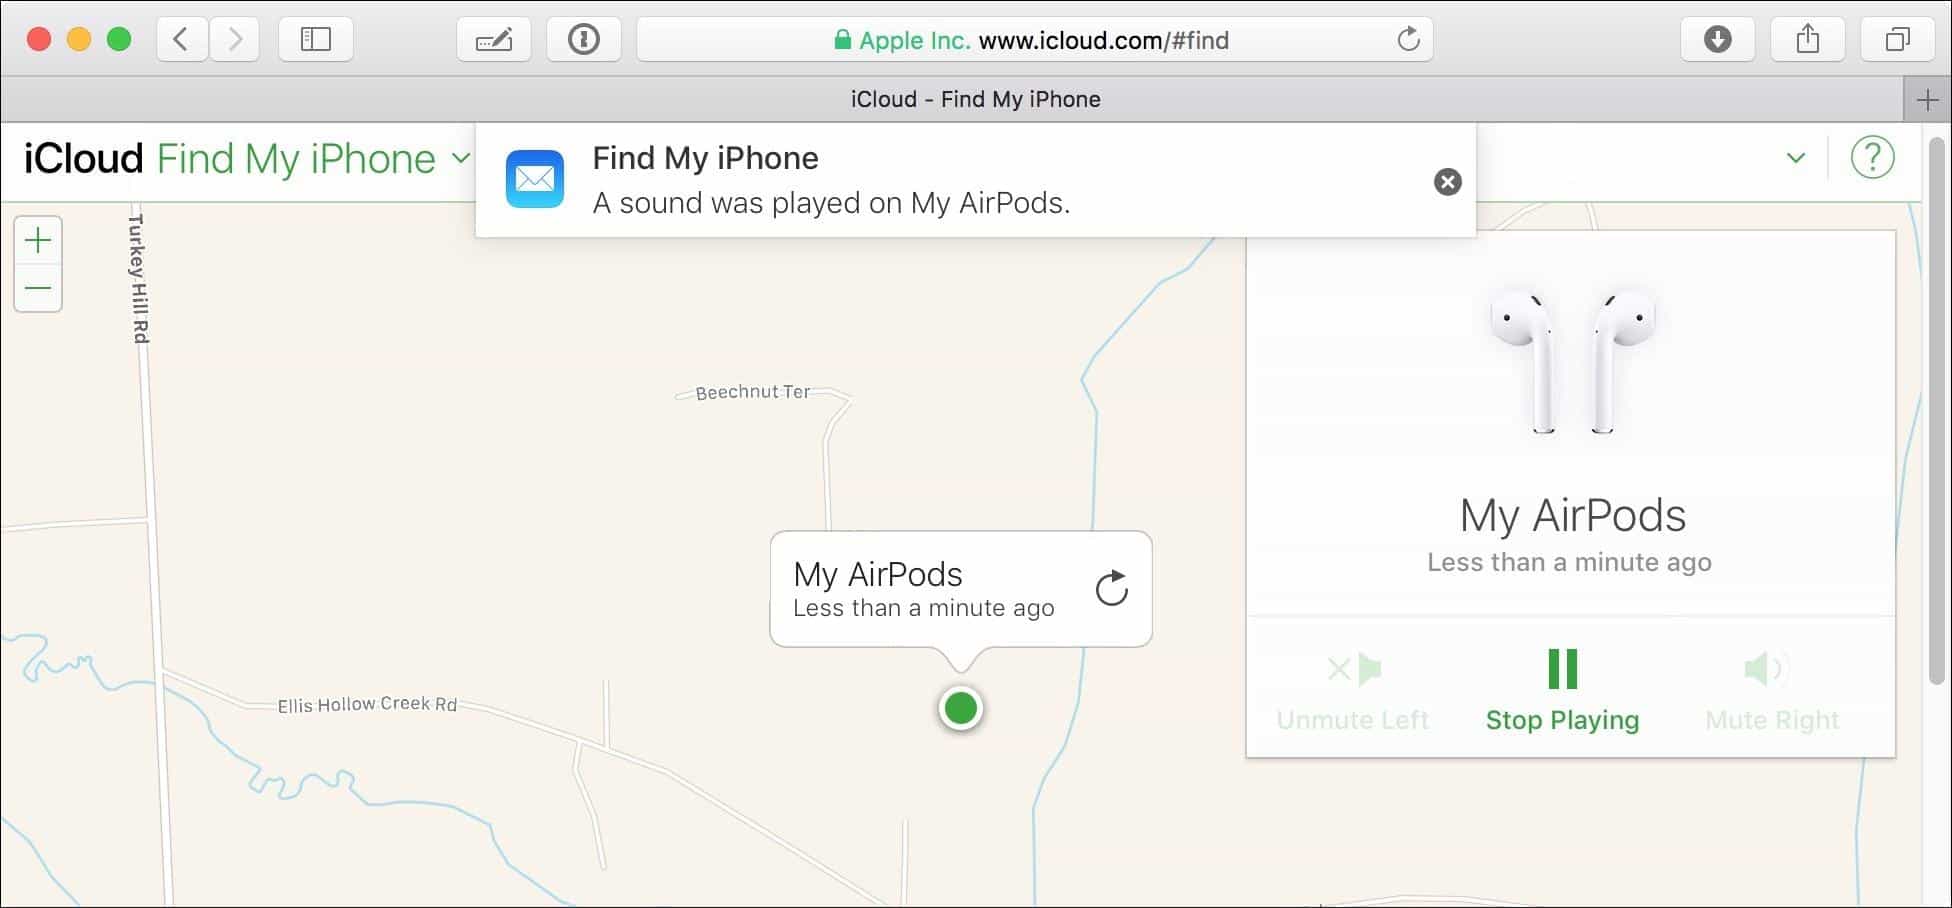 Apple Inc. www.icloud.com/#find
iCloud - Find My iPhone
iCloud Find My iPhone
Find My iPhone
A sound was played on My AirPods.
?
Turkey Hill Rd
Beechnut Ter
My AirPods
Less than a minute ago
My AirPods
Less than a minute ago
Ellis Hollow Creek Rd
Unmute Left
Stop Playing
Mute Right